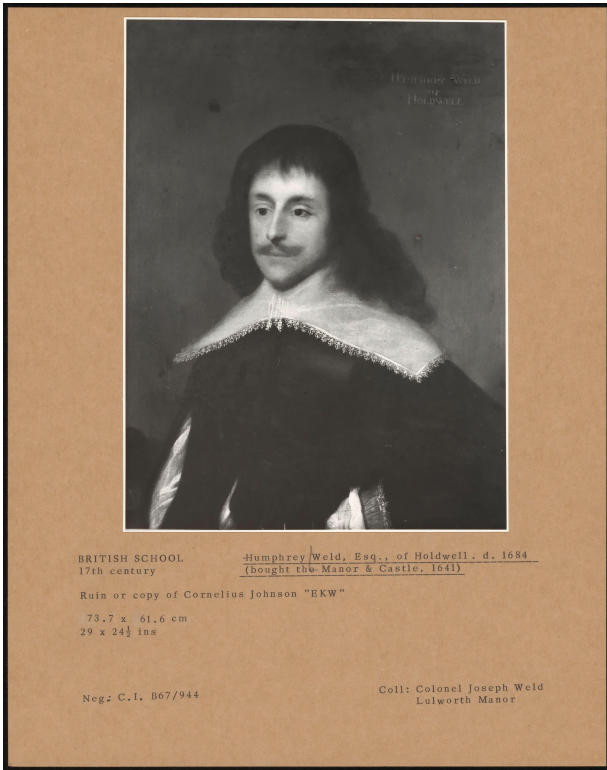 HUMPHRY WELD
OF
HOLDWELL
BRITISH SCHOOL
17th century
Humphrey Weld, Esq., of Holdwell. d. 1684
(bought the Manor & Castle, 1641)
Ruin or copy of Cornelius Johnson "EKW"
73.7 x 61.6 cm
29 x 24½ ins
Neg: C.I. B67/944
Coll: Colonel Joseph Weld
Lulworth Manor